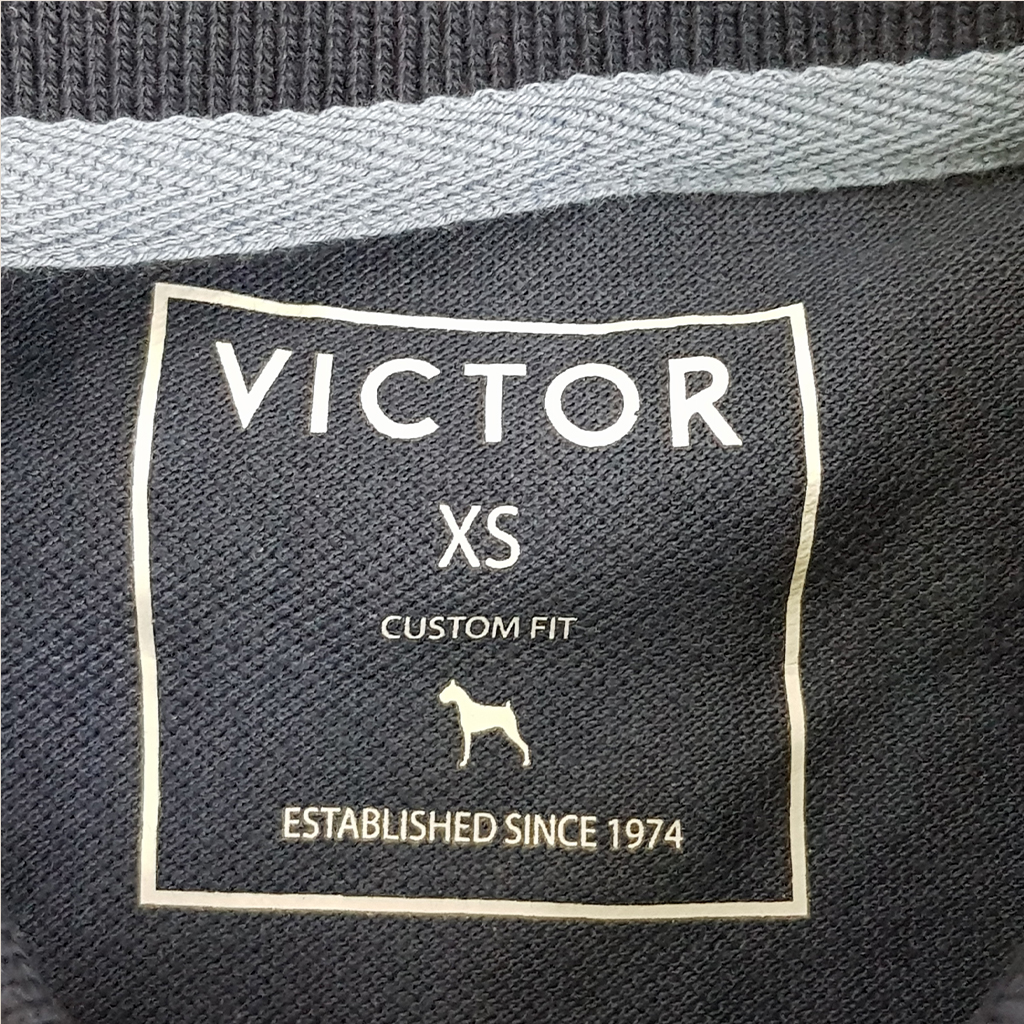 VICTOR
XS
CUSTOM FIT
ESTABLISHED SINCE 1974